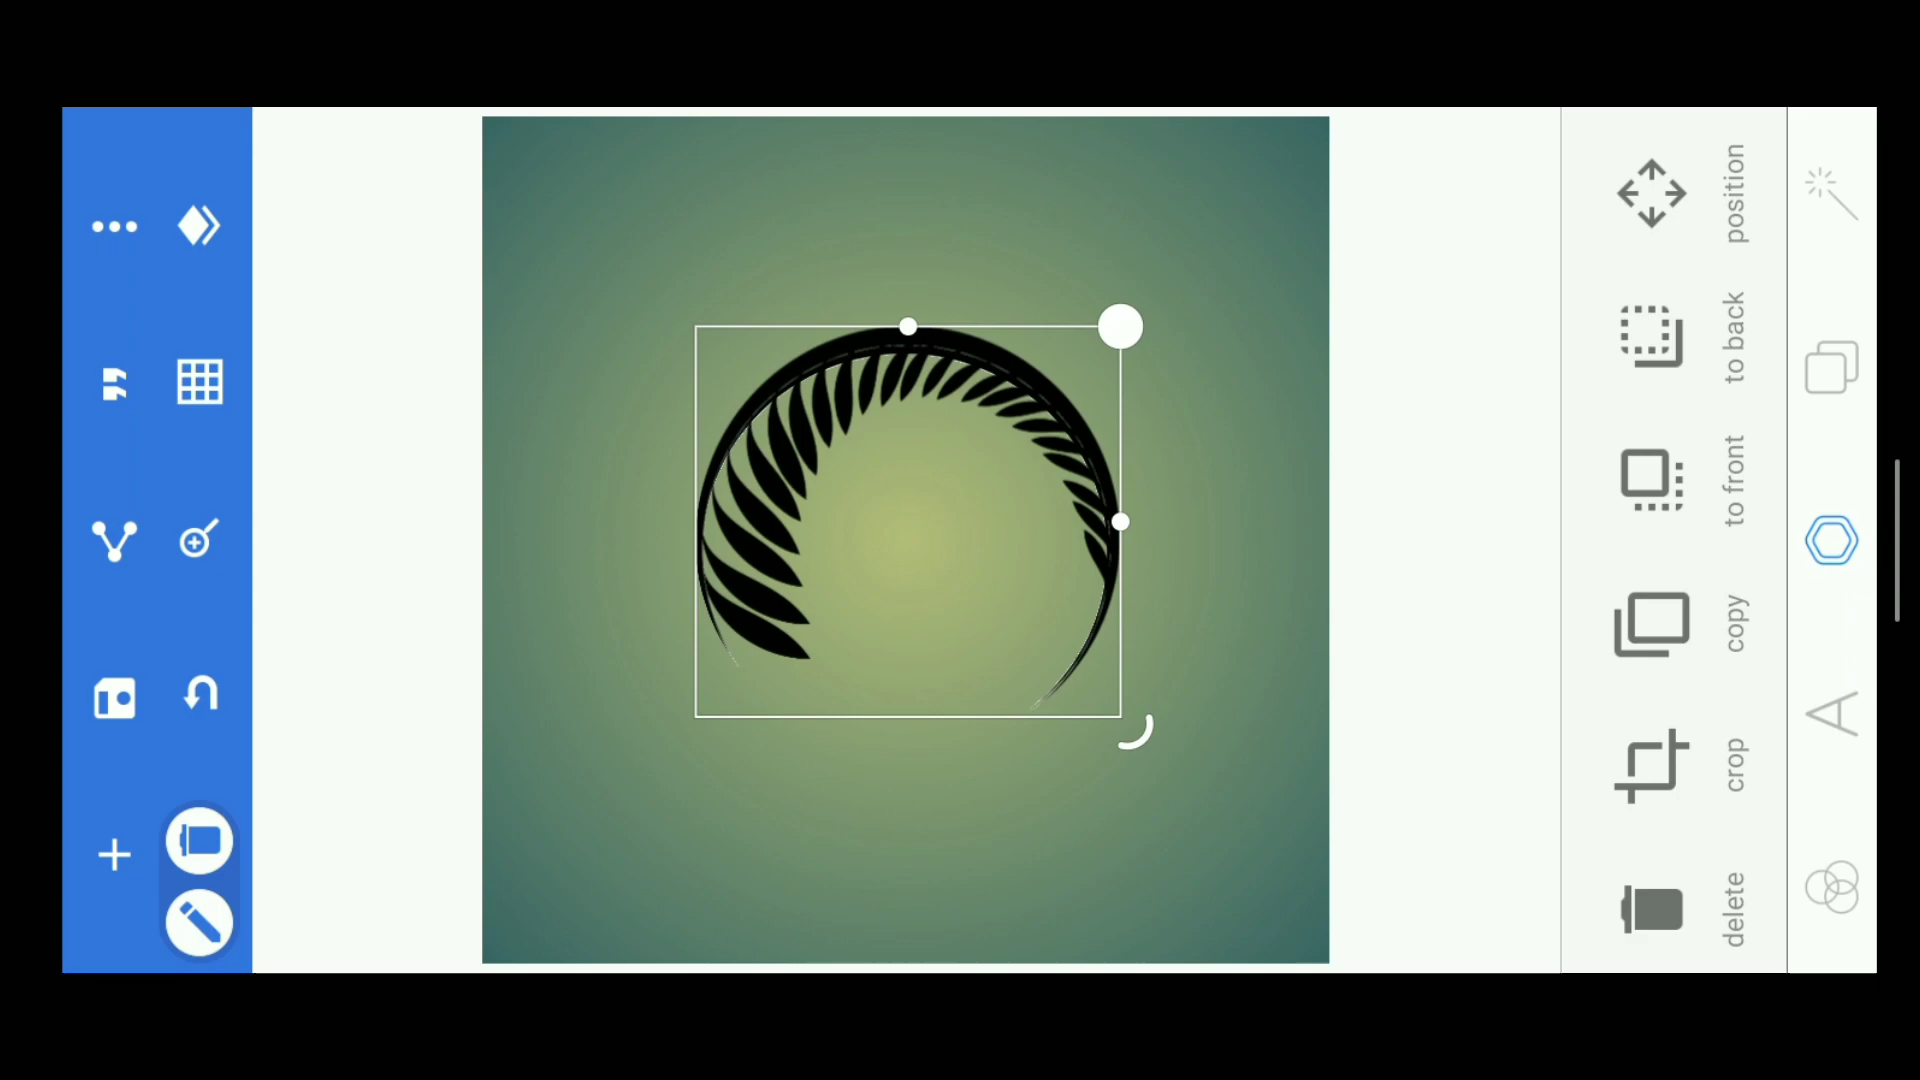 position
to back
to front
copy
crop
delete